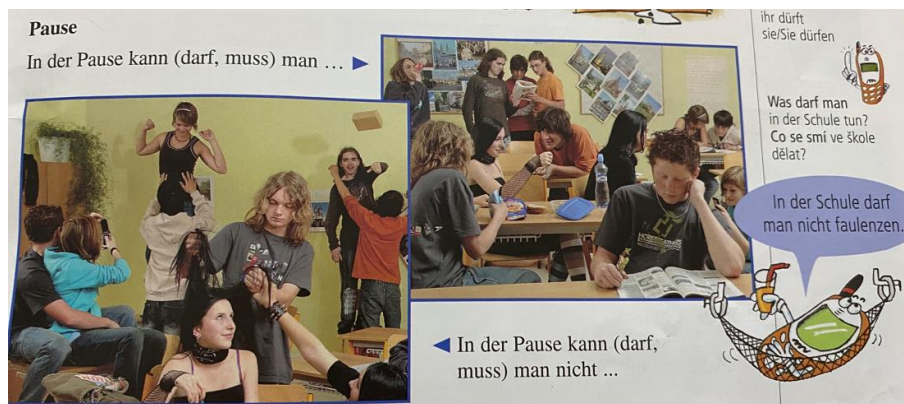 Pause
In der Pause kann (darf, muss) man ...
ihr dürft
sie/Sie dürfen
Was darf man
in der Schule tun?
Co se smí ve škole
dělat?
In der Schule darf
man nicht faulenzen.
In der Pause kann (darf,
muss) man nicht ...